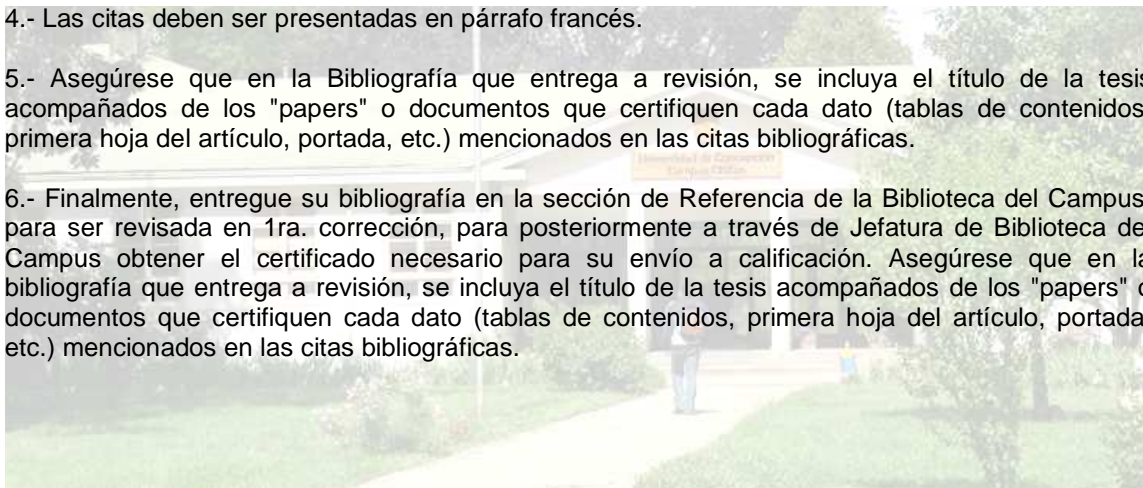 4.- Las citas deben ser presentadas en párrafo francés.
5.- Asegúrese que en la Bibliografía que entrega a revisión, se incluya el título de la tesis
acompañados de los "papers" o documentos que certifiquen cada dato (tablas de contenidos
primera hoja del artículo, portada, etc.) mencionados en las citas bibliográficas.
Universidad de Concepción
Campus Chillán
6.- Finalmente, entregue su bibliografía en la sección de Referencia de la Biblioteca del Campus
para ser revisada en 1ra. corrección, para posteriormente a través de Jefatura de Biblioteca de
Campus obtener el certificado necesario para su envío a calificación. Asegúrese que en la
bibliografía que entrega a revisión, se incluya el título de la tesis acompañados de los "papers" o
documentos que certifiquen cada dato (tablas de contenidos, primera hoja del artículo, portada
etc.) mencionados en las citas bibliográficas.